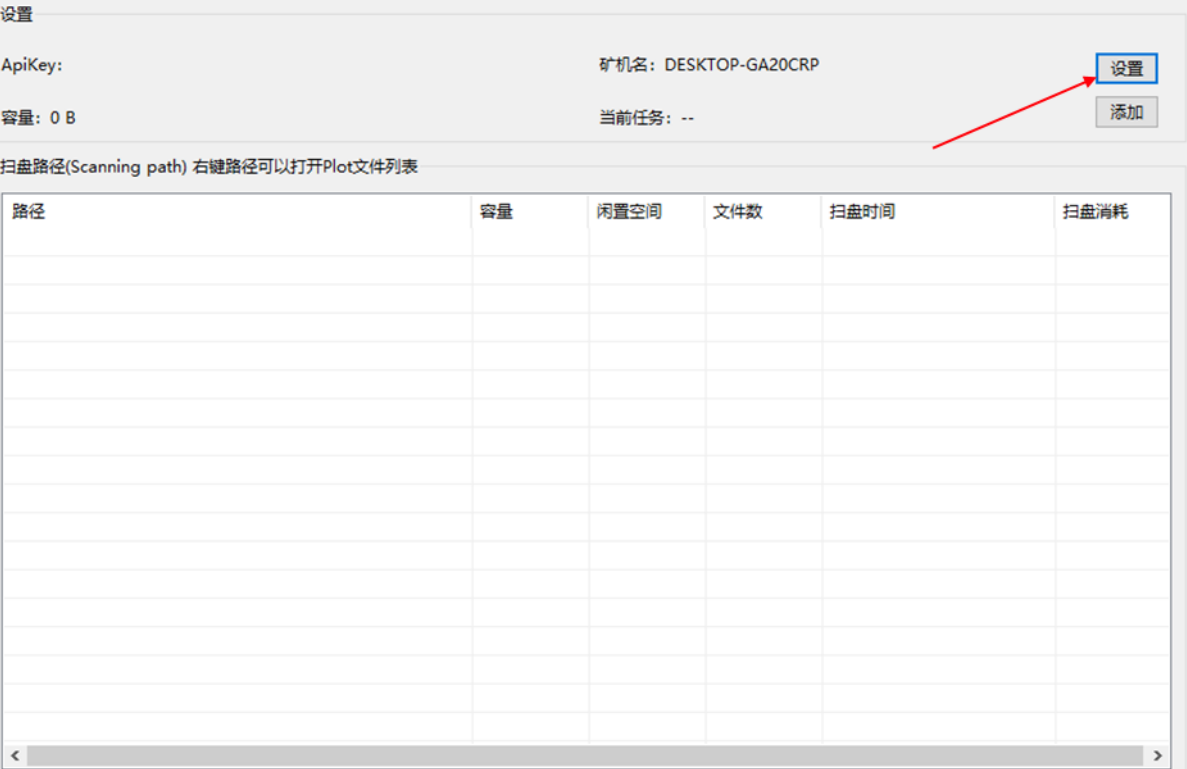 设置
ApiKey:
矿机名：DESKTOP-GA20CRP
设置
容量：0 B
当前任务：--
添加
扫盘路径(Scanning path) 右键路径可以打开Plot文件列表
路径 容量 闲置空间 文件数 扫盘时间 扫盘消耗